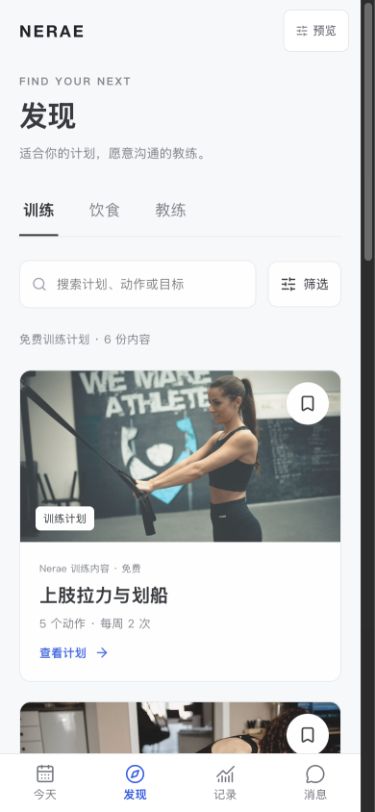 NERAE
预览
FIND YOUR NEXT
发现
适合你的计划，愿意沟通的教练。
训练
饮食
教练
搜索计划、动作或目标
筛选
免费训练计划 · 6 份内容
WE MAKE
ATHLETE
训练计划
Nerae 训练内容 · 免费
上肢拉力与划船
5 个动作 · 每周 2 次
查看计划
今天
发现
记录
消息